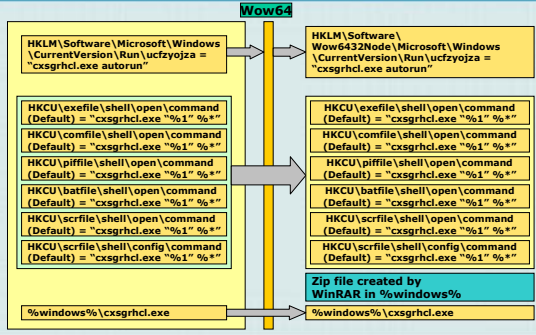 Wow64
HKLM\Software\Microsoft\Windows
\CurrentVersion\Run\ucfzyojza =
“cxsgrhcl.exe autorun”
HKCU\exefile\shell\open\command
(Default) = “cxsgrhcl.exe “%1” %*”
HKCU\comfile\shell\open\command
(Default) = “cxsgrhcl.exe “%1” %*”
HKCU\piffile\shell\open\command
(Default) = “cxsgrhcl.exe “%1” %*”
HKCU\batfile\shell\open\command
(Default) = “cxsgrhcl.exe “%1” %*”
HKCU\scrfile\shell\open\command
(Default) = “cxsgrhcl.exe “%1” %*”
HKCU\scrfile\shell\config\command
(Default) = “cxsgrhcl.exe “%1” %*”
%windows%\cxsgrhcl.exe
HKLM\Software\
Wow6432Node\Microsoft\Windows
\CurrentVersion\Run\ucfzyojza =
“cxsgrhcl.exe autorun”
HKCU\exefile\shell\open\command
(Default) = “cxsgrhcl.exe “%1” %*”
HKCU\comfile\shell\open\command
(Default) = “cxsgrhcl.exe “%1” %*”
HKCU\piffile\shell\open\command
(Default) = “cxsgrhcl.exe “%1” %*”
HKCU\batfile\shell\open\command
(Default) = “cxsgrhcl.exe “%1” %*”
HKCU\scrfile\shell\open\command
(Default) = “cxsgrhcl.exe “%1” %*”
HKCU\scrfile\shell\config\command
(Default) = “cxsgrhcl.exe “%1” %*”
Zip file created by
WinRAR in %windows%
%windows%\cxsgrhcl.exe